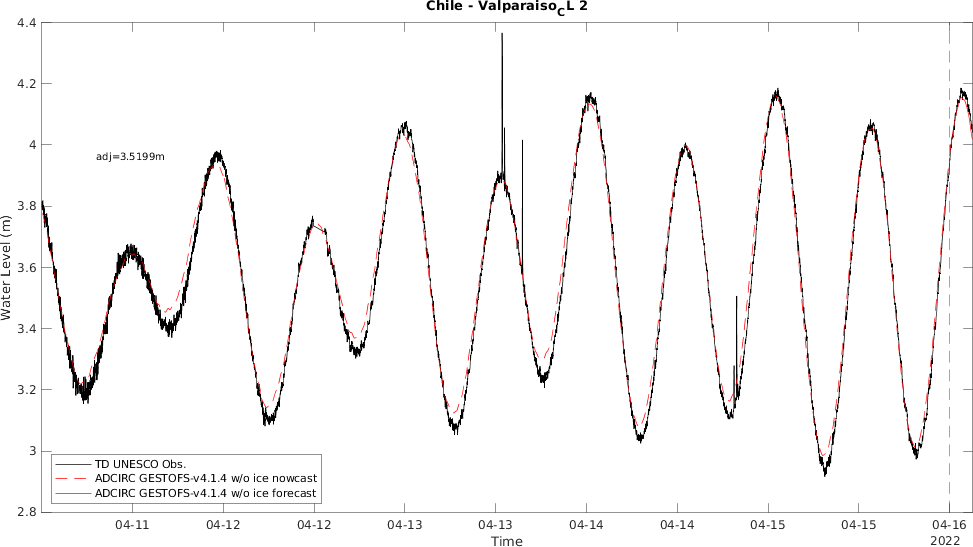 Chile - Valparaiso_CL 2
4.4
4.2
4
3.8
3.6
3.4
3.2
3
2.8
Water Level (m)
adj=3.5199m
TD UNESCO Obs.
ADCIRC GESTOFS-v4.1.4 w/o ice nowcast
ADCIRC GESTOFS-v4.1.4 w/o ice forecast
04-11 04-12 04-12 04-13 04-13 04-14 04-14 04-15 04-15 04-16
Time 2022